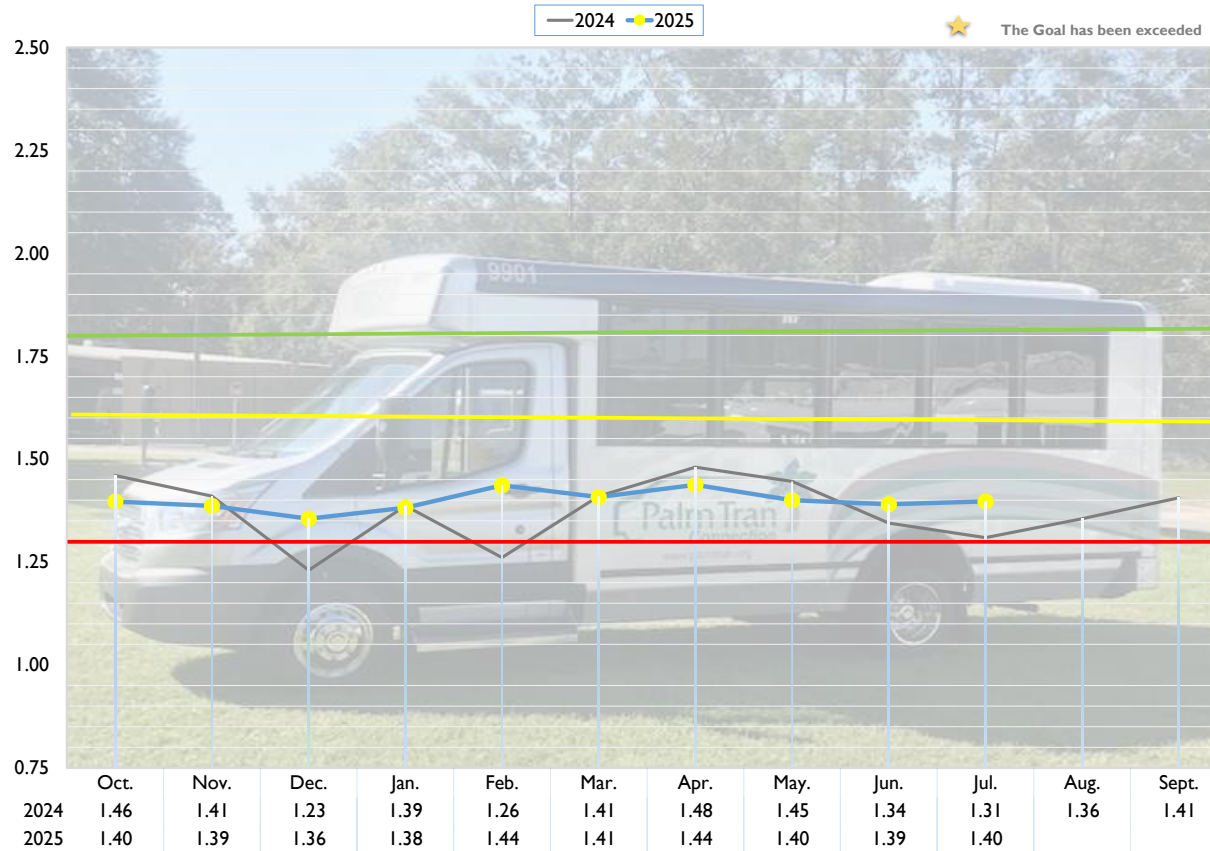 2024 2025
The Goal has been exceeded
2.50
2.25
2.00
1.75
1.50
1.25
1.00
0.75
9901
Palm Tran
Connection
Oct. Nov. Dec. Jan. Feb. Mar. Apr. May. Jun. Jul. Aug. Sept.
2024 1.46 1.41 1.23 1.39 1.26 1.41 1.48 1.45 1.34 1.31 1.36 1.41
2025 1.40 1.39 1.36 1.38 1.44 1.41 1.44 1.40 1.39 1.40